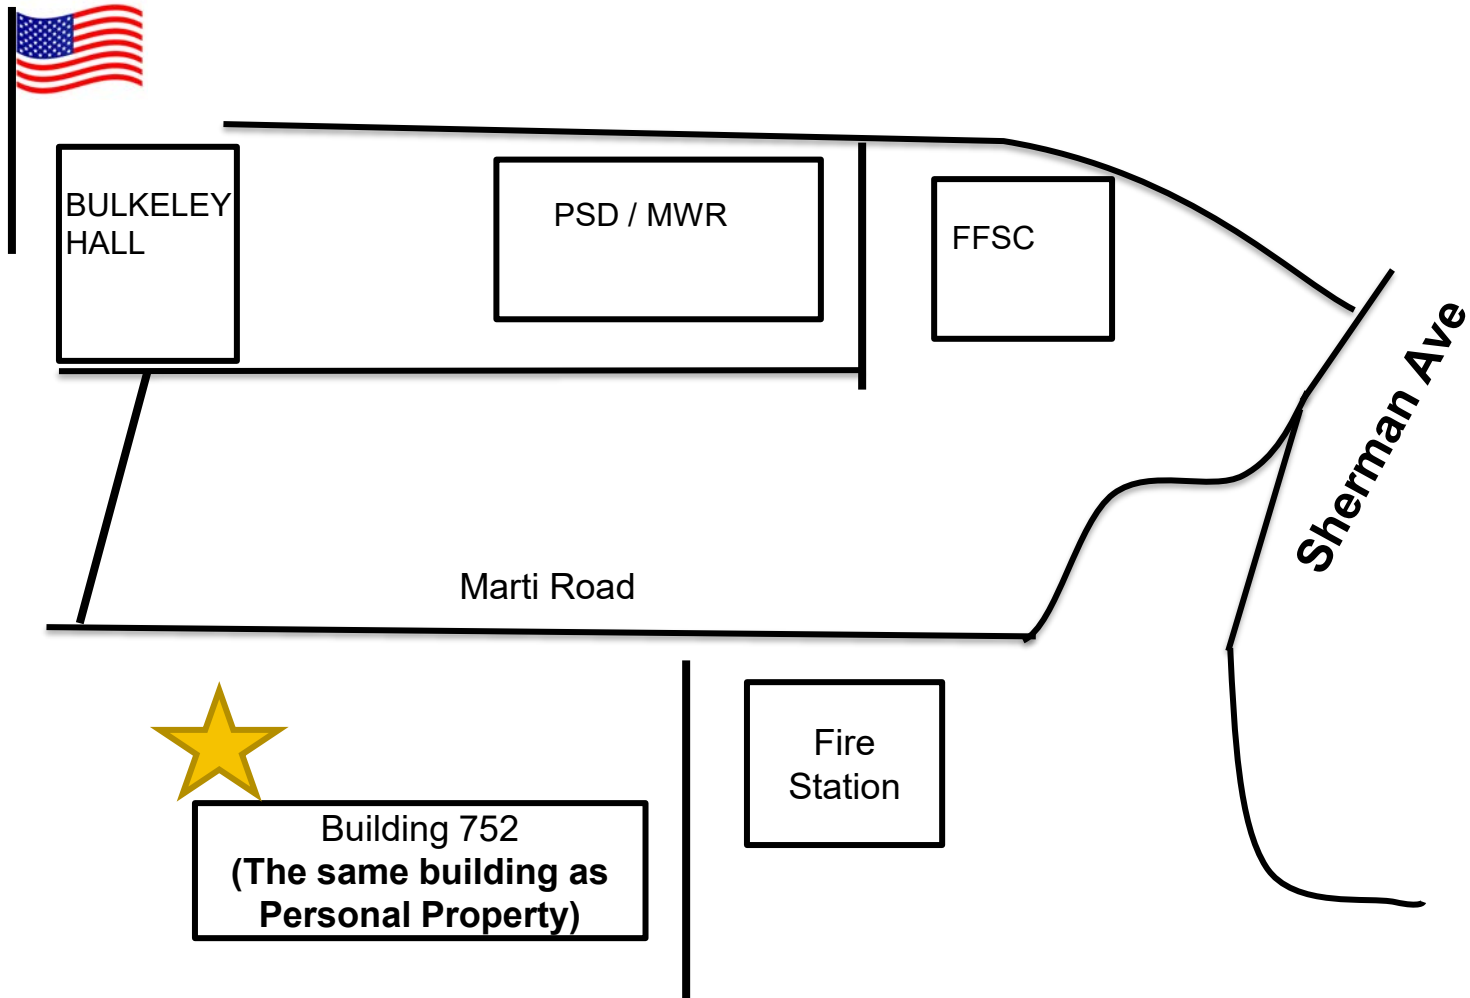 BULKELEY
HALL
PSD / MWR
FFSC
Sherman Ave
Marti Road
Fire
Station
Building 752
(The same building as
Personal Property)